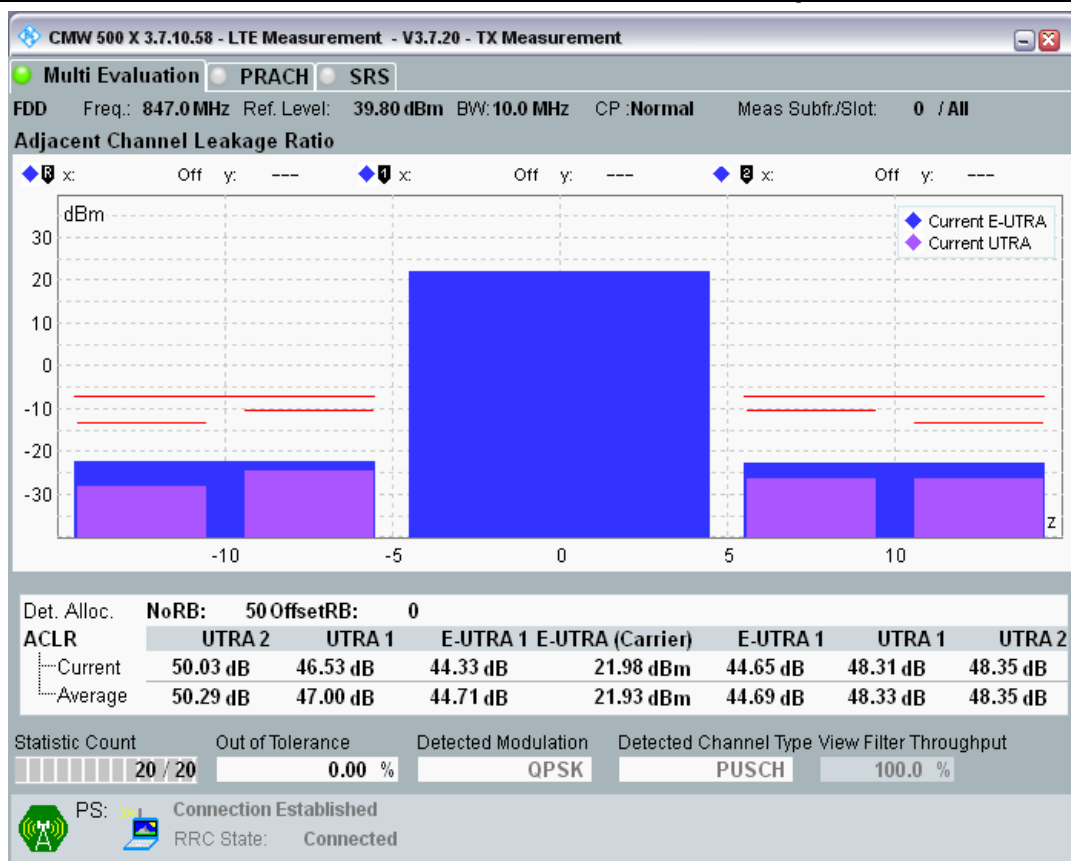 CMW 500 X 3.7.10.58 - LTE Measurement - V3.7.20 - TX Measurement
Multi Evaluation PRACH SRS
FDD Freq.: 847.0 MHz Ref. Level: 39.80 dBm BW: 10.0 MHz CP :Normal Meas Subfr./Slot: 0 / All
Adjacent Channel Leakage Ratio
R x: Off y: --- 1 x: Off y: --- 2 x: Off y: ---
dBm
Current E-UTRA
Current UTRA
30
20
10
0
-10
-20
-30
z
-10 -5 0 5 10
Det. Alloc. NoRB: 50 OffsetRB: 0
ACLR UTRA 2 UTRA 1 E-UTRA 1 E-UTRA (Carrier) E-UTRA 1 UTRA 1 UTRA 2
Current 50.03 dB 46.53 dB 44.33 dB 21.98 dBm 44.65 dB 48.31 dB 48.35 dB
Average 50.29 dB 47.00 dB 44.71 dB 21.93 dBm 44.69 dB 48.33 dB 48.35 dB
Statistic Count Out of Tolerance Detected Modulation Detected Channel Type View Filter Throughput
20 / 20 0.00 % QPSK PUSCH 100.0 %
PS: Connection Established
RRC State: Connected